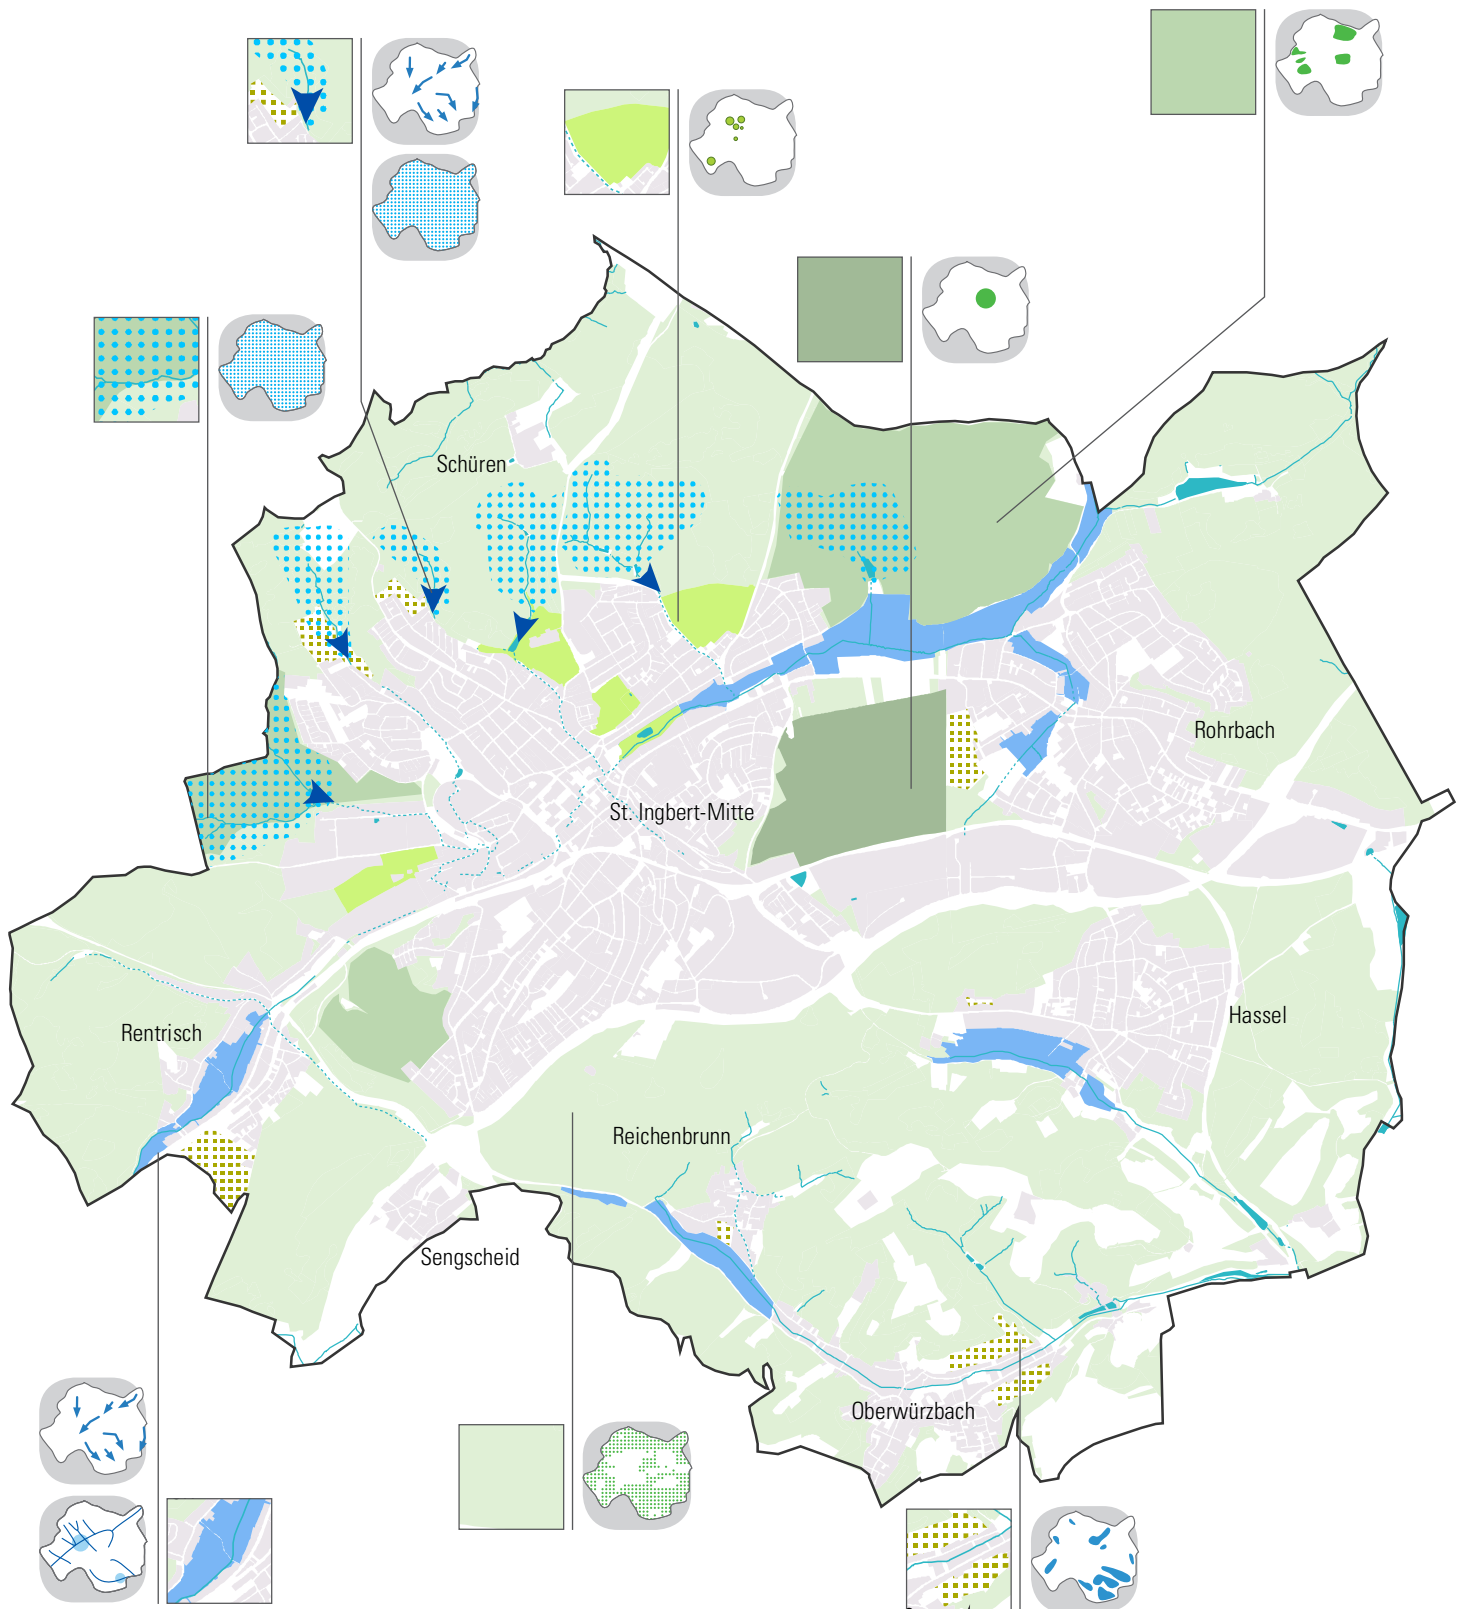 Schüren
Rohrbach
St. Ingbert-Mitte
Hassel
Rentrisch
Reichenbrunn
Sengscheid
Oberwürzbach